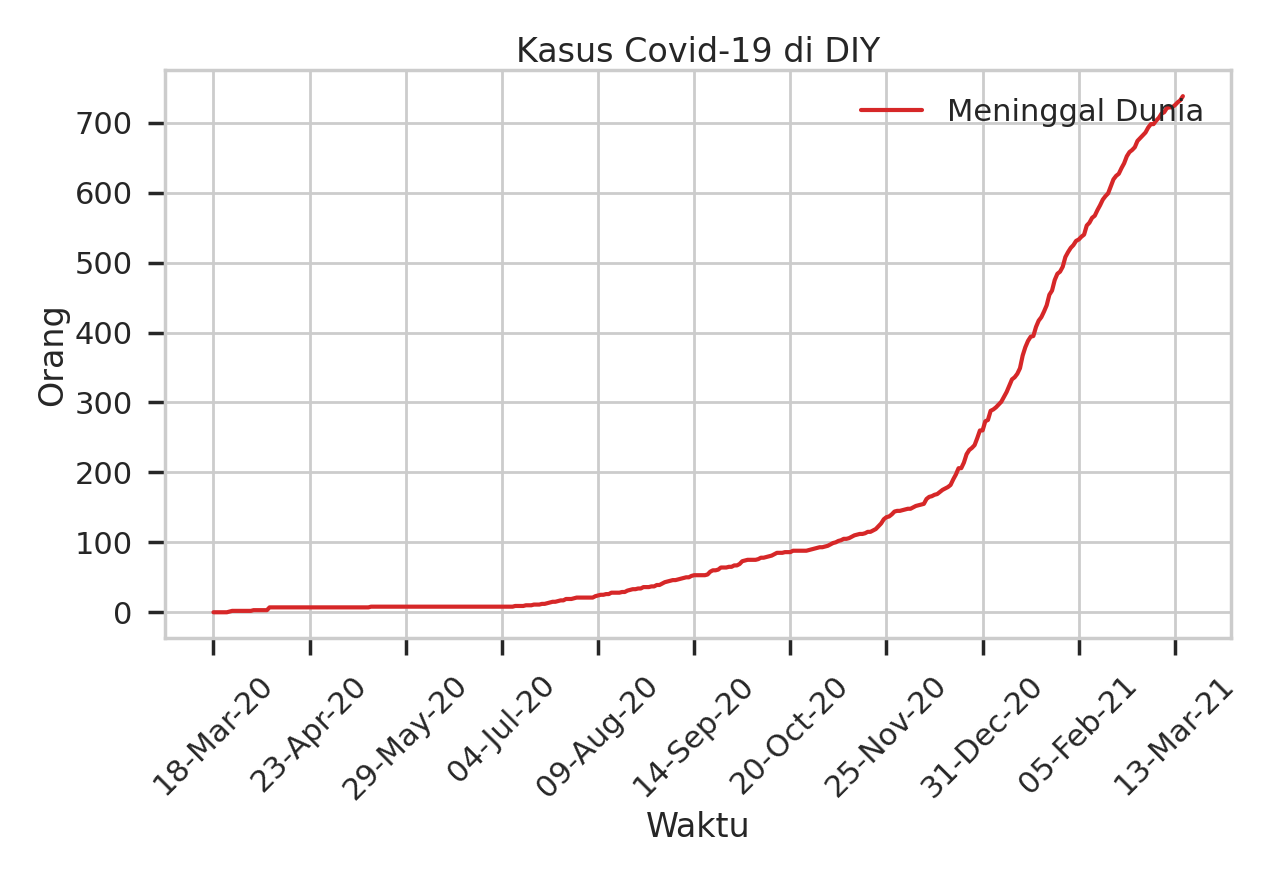 Kasus Covid-19 di DIY
Meninggal Dunia
Orang
700
600
500
400
300
200
100
0
18-Mar-20
23-Apr-20
29-May-20
04-Jul-20
09-Aug-20
14-Sep-20
20-Oct-20
25-Nov-20
31-Dec-20
05-Feb-21
13-Mar-21
Waktu